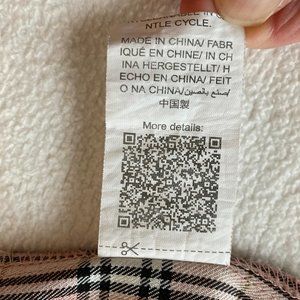 NTLE CYCLE.
MADE IN CHINA/ FABR
IQUÉ EN CHINE/ IN CH
INA HERGESTELLT/ H
ECHO EN CHINA/ FEIT
O NA CHINA/صنع بالصين/
中国製
More details: